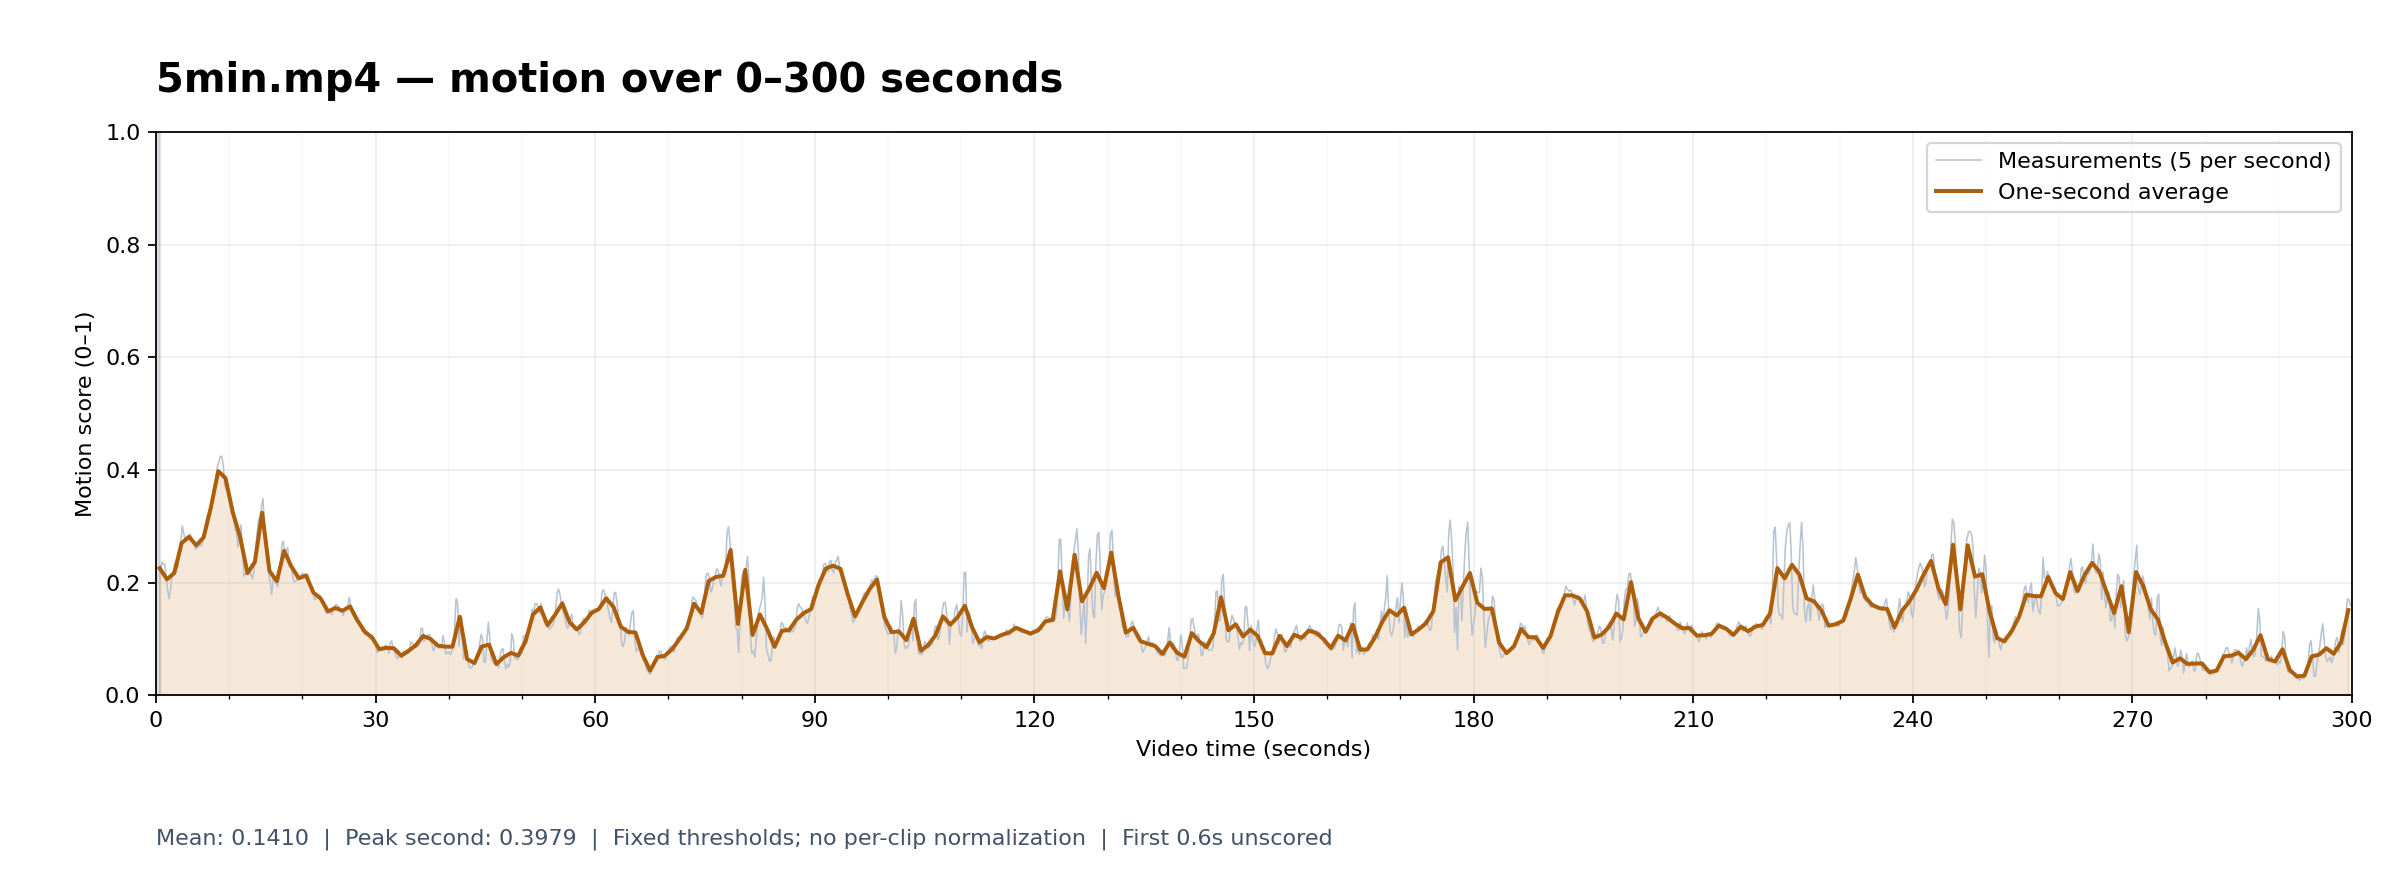 5min.mp4 — motion over 0–300 seconds
1.0
0.8
0.6
0.4
0.2
0.0
Motion score (0–1)
Measurements (5 per second)
One-second average
0 30 60 90 120 150 180 210 240 270 300
Video time (seconds)
Mean: 0.1410 | Peak second: 0.3979 | Fixed thresholds; no per-clip normalization | First 0.6s unscored